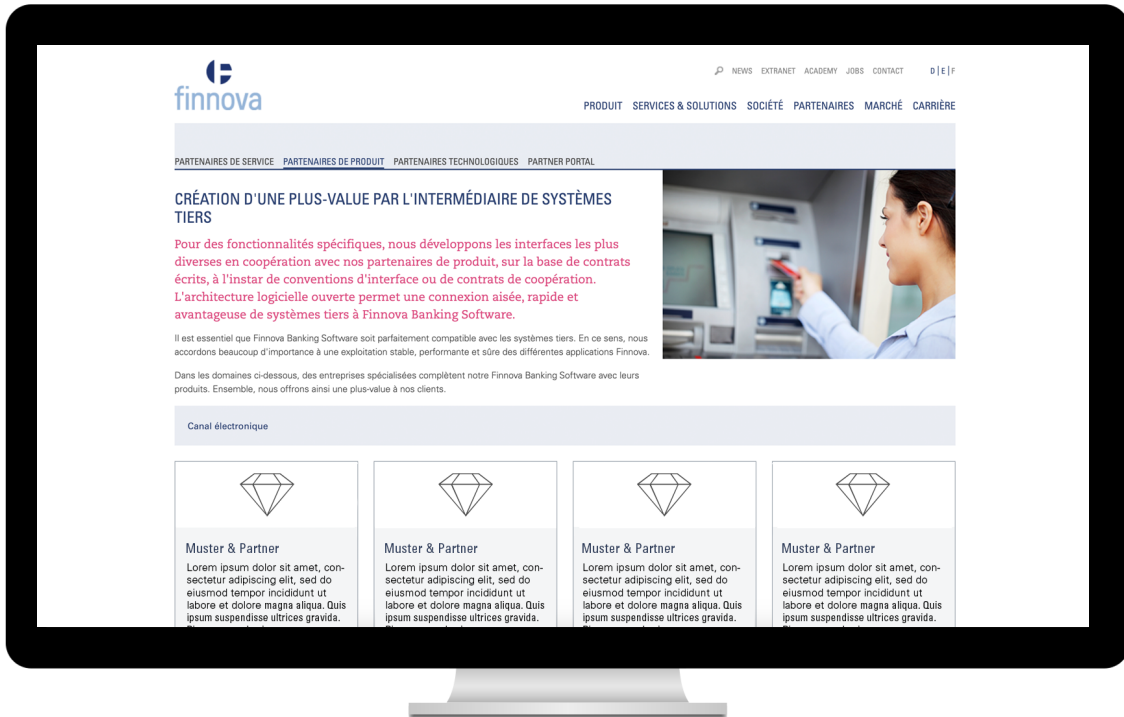 finnova
NEWS EXTRANET ACADEMY JOBS CONTACT D|E|F
PRODUIT SERVICES & SOLUTIONS SOCIÉTÉ PARTENAIRES MARCHÉ CARRIÈRE
PARTENAIRES DE SERVICE PARTENAIRES DE PRODUIT PARTENAIRES TECHNOLOGIQUES PARTNER PORTAL
CRÉATION D'UNE PLUS-VALUE PAR L'INTERMÉDIAIRE DE SYSTÈMES
TIERS
Pour des fonctionnalités spécifiques, nous développons les interfaces les plus
diverses en coopération avec nos partenaires de produit, sur la base de contrats
écrits, à l'instar de conventions d'interface ou de contrats de coopération.
L'architecture logicielle ouverte permet une connexion aisée, rapide et
avantageuse de systèmes tiers à Finnova Banking Software.
Il est essentiel que Finnova Banking Software soit parfaitement compatible avec les systèmes tiers. En ce sens, nous
accordons beaucoup d'importance à une exploitation stable, performante et sûre des différentes applications Finnova.
Dans les domaines ci-dessous, des entreprises spécialisées complètent notre Finnova Banking Software avec leurs
produits. Ensemble, nous offrons ainsi une plus-value à nos clients.
Canal électronique
Muster & Partner
Lorem ipsum dolor sit amet, con-
sectetur adipiscing elit, sed do
eiusmod tempor incididunt ut
labore et dolore magna aliqua. Quis
ipsum suspendisse ultrices gravida.
Muster & Partner
Lorem ipsum dolor sit amet, con-
sectetur adipiscing elit, sed do
eiusmod tempor incididunt ut
labore et dolore magna aliqua. Quis
ipsum suspendisse ultrices gravida.
Muster & Partner
Lorem ipsum dolor sit amet, con-
sectetur adipiscing elit, sed do
eiusmod tempor incididunt ut
labore et dolore magna aliqua. Quis
ipsum suspendisse ultrices gravida.
Muster & Partner
Lorem ipsum dolor sit amet, con-
sectetur adipiscing elit, sed do
eiusmod tempor incididunt ut
labore et dolore magna aliqua. Quis
ipsum suspendisse ultrices gravida.